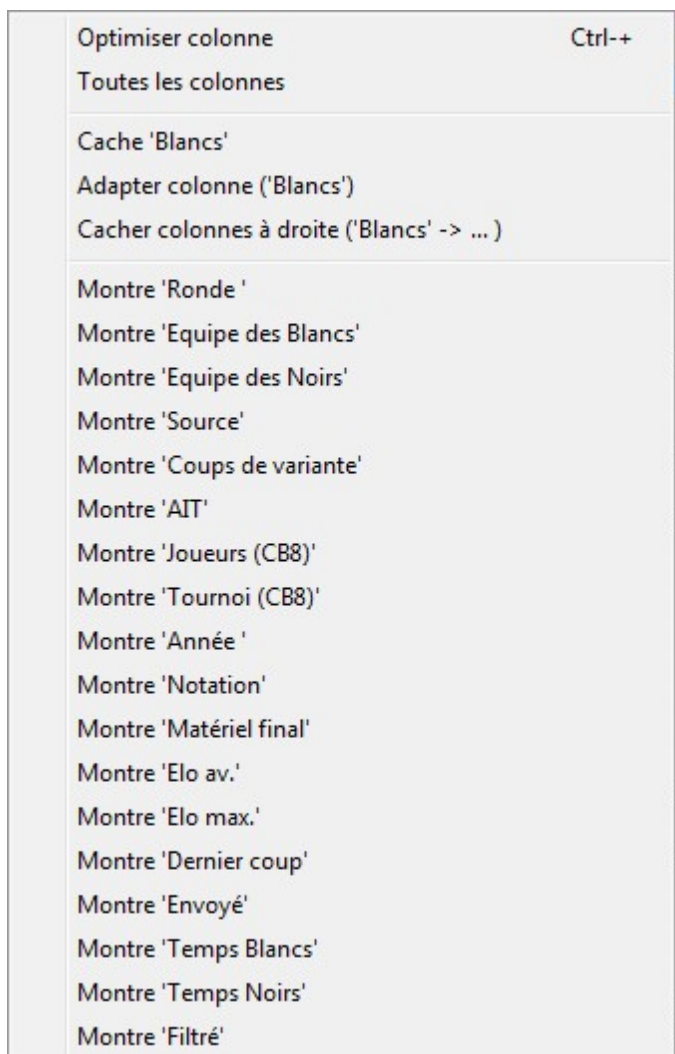 Optimiser colonne Ctrl-+
Toutes les colonnes
Cache 'Blancs'
Adapter colonne ('Blancs')
Cacher colonnes à droite ('Blancs' -> ... )
Montre 'Ronde '
Montre 'Equipe des Blancs'
Montre 'Equipe des Noirs'
Montre 'Source'
Montre 'Coups de variante'
Montre 'AIT'
Montre 'Joueurs (CB8)'
Montre 'Tournoi (CB8)'
Montre 'Année '
Montre 'Notation'
Montre 'Matériel final'
Montre 'Elo av.'
Montre 'Elo max.'
Montre 'Dernier coup'
Montre 'Envoyé'
Montre 'Temps Blancs'
Montre 'Temps Noirs'
Montre 'Filtré'